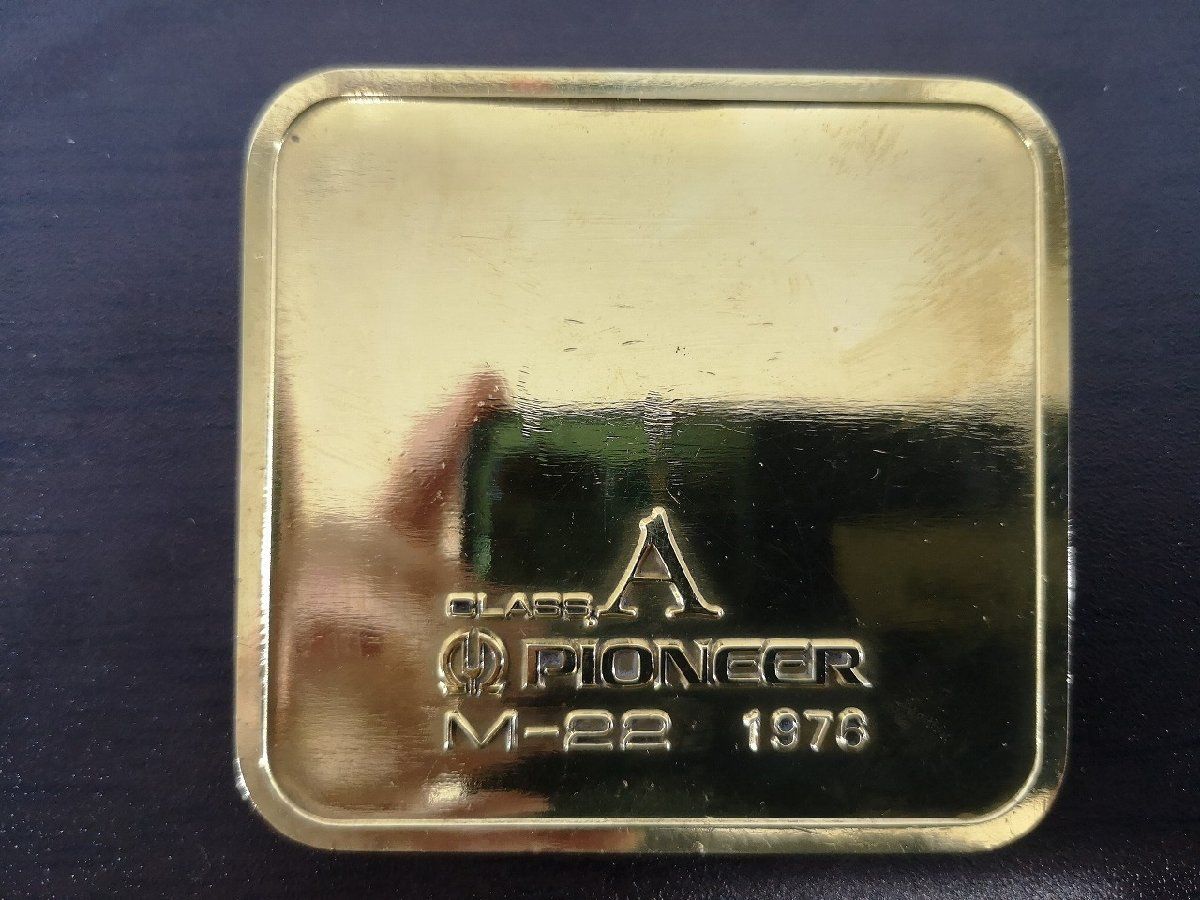 CLASS, A
PIONEER
M-22 1976